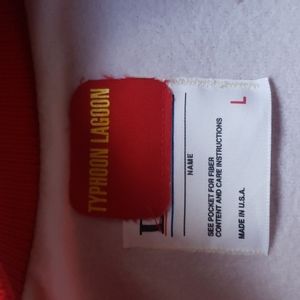 TYPHOON LAGOON
NAME
SEE POCKET FOR FIBER
CONTENT AND CARE INSTRUCTIONS
MADE IN U.S.A.
L